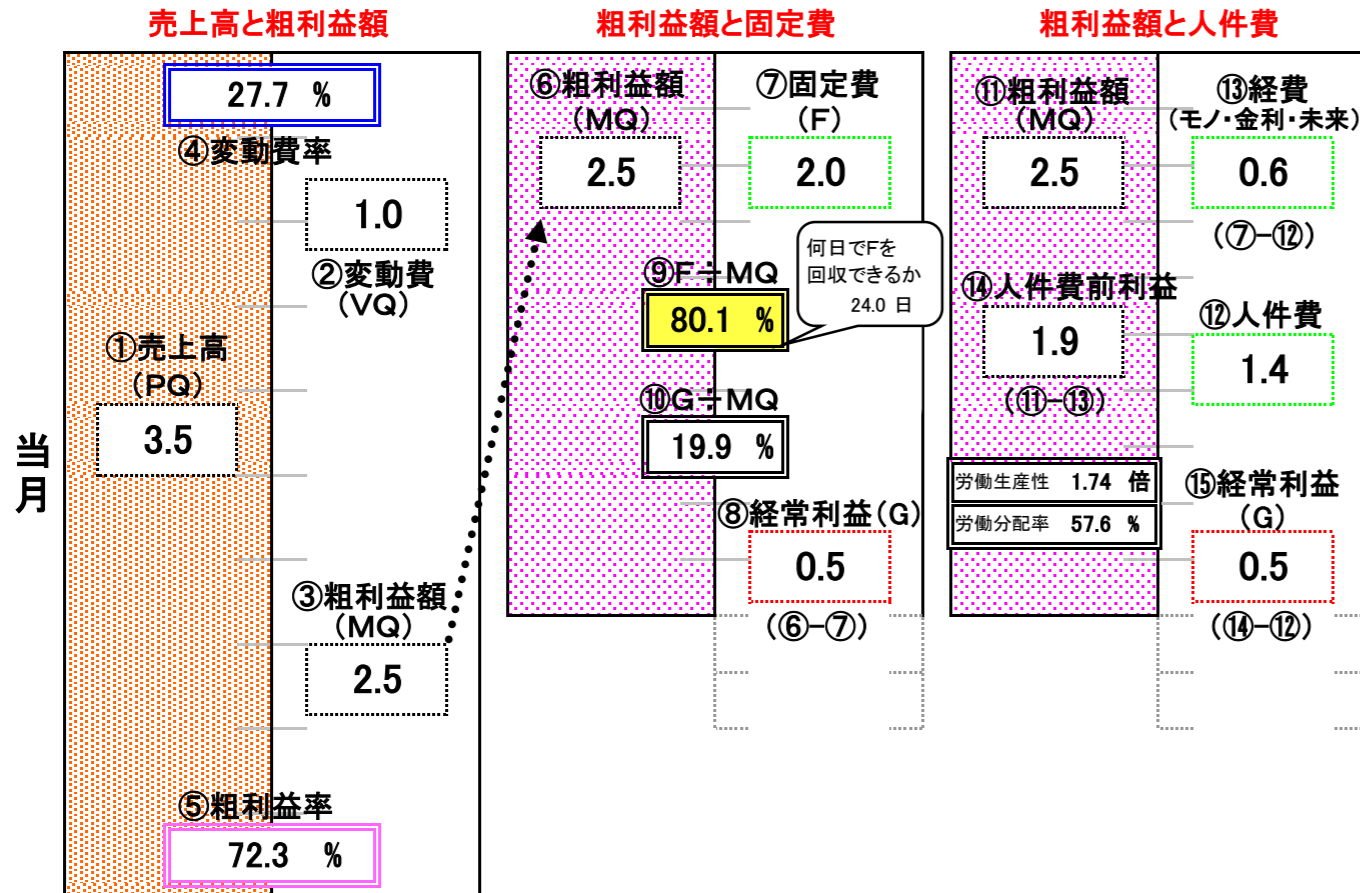 売上高と粗利益額
27.7 %
④変動費率
1.0
②変動費
(VQ)
①売上高
(PQ)
3.5
当月
③粗利益額
(MQ)
2.5
⑤粗利益率
72.3 %
粗利益額と固定費
⑥粗利益額
(MQ)
2.5
⑦固定費
(F)
2.0
何日でFを
回収できるか
24.0 日
⑨F÷MQ
80.1 %
⑩G÷MQ
19.9 %
⑧経常利益(G)
0.5
(⑥-⑦)
粗利益額と人件費
⑪粗利益額
(MQ)
2.5
⑬経費
(モノ・金利・未来)
0.6
(⑦-⑫)
⑭人件費前利益
1.9
(⑪-⑬)
⑫人件費
1.4
労働生産性 1.74 倍
労働分配率 57.6 %
⑮経常利益
(G)
0.5
(⑭-⑫)